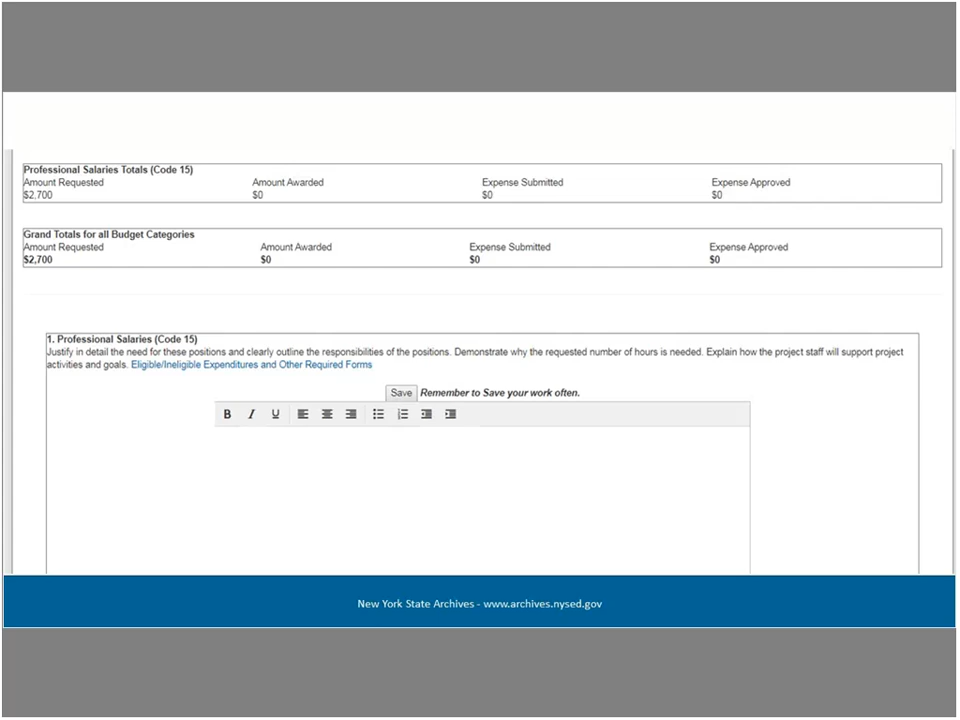 Professional Salaries Totals (Code 15)
Amount Requested Amount Awarded Expense Submitted Expense Approved
$2,700 $0 $0 $0
Grand Totals for all Budget Categories
Amount Requested Amount Awarded Expense Submitted Expense Approved
$2,700 $0 $0 $0
1. Professional Salaries (Code 15)
Justify in detail the need for these positions and clearly outline the responsibilities of the positions. Demonstrate why the requested number of hours is needed. Explain how the project staff will support project
activities and goals. Eligible/Ineligible Expenditures and Other Required Forms
Save Remember to Save your work often.
B I U
New York State Archives - www.archives.nysed.gov